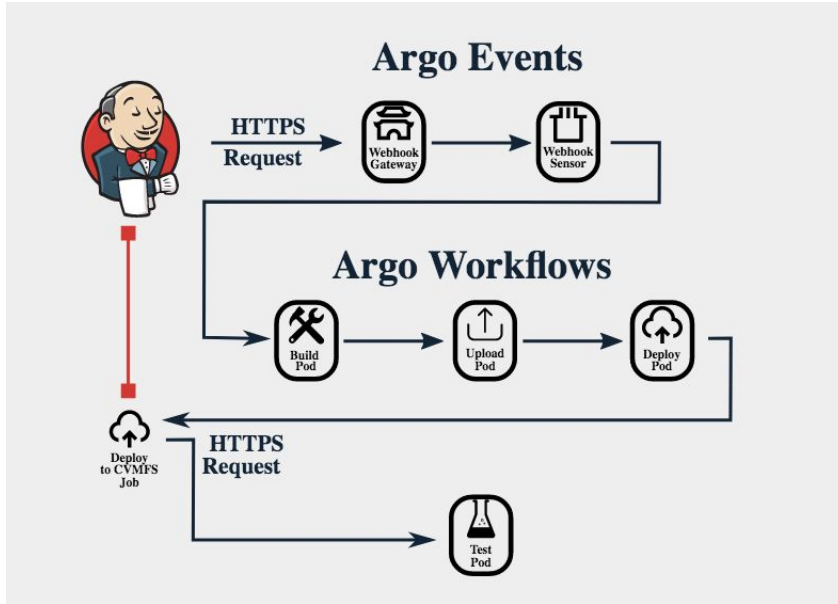 Argo Events
HTTPS
Request
Webhook
Gateway
Webhook
Sensor
Argo Workflows
Build
Pod
Upload
Pod
Deploy
Pod
Deploy
to CVMFS
Job
HTTPS
Request
Test
Pod